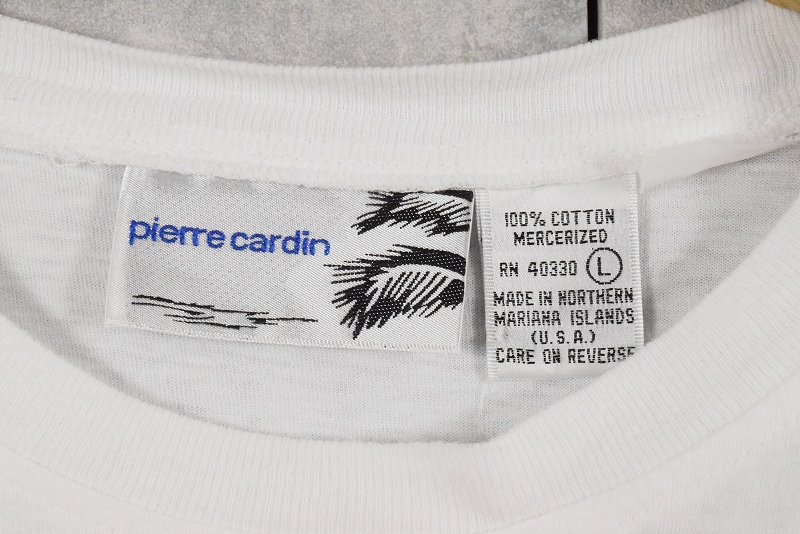 pierre cardin
100% COTTON
MERCERIZED
RN 40330 L
MADE IN NORTHERN
MARIANA ISLANDS
(U.S.A.)
CARE ON REVERSE